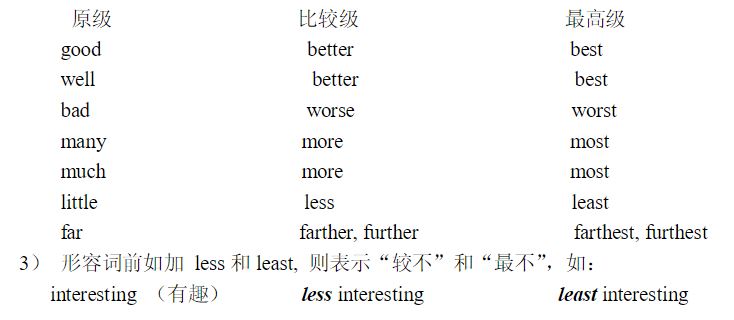 原级 比较级 最高级
good better best
well better best
bad worse worst
many more most
much more most
little less least
far farther, further farthest, furthest
3） 形容词前如加 less 和 least, 则表示“较不”和“最不”，如：
interesting （有趣） less interesting least interesting